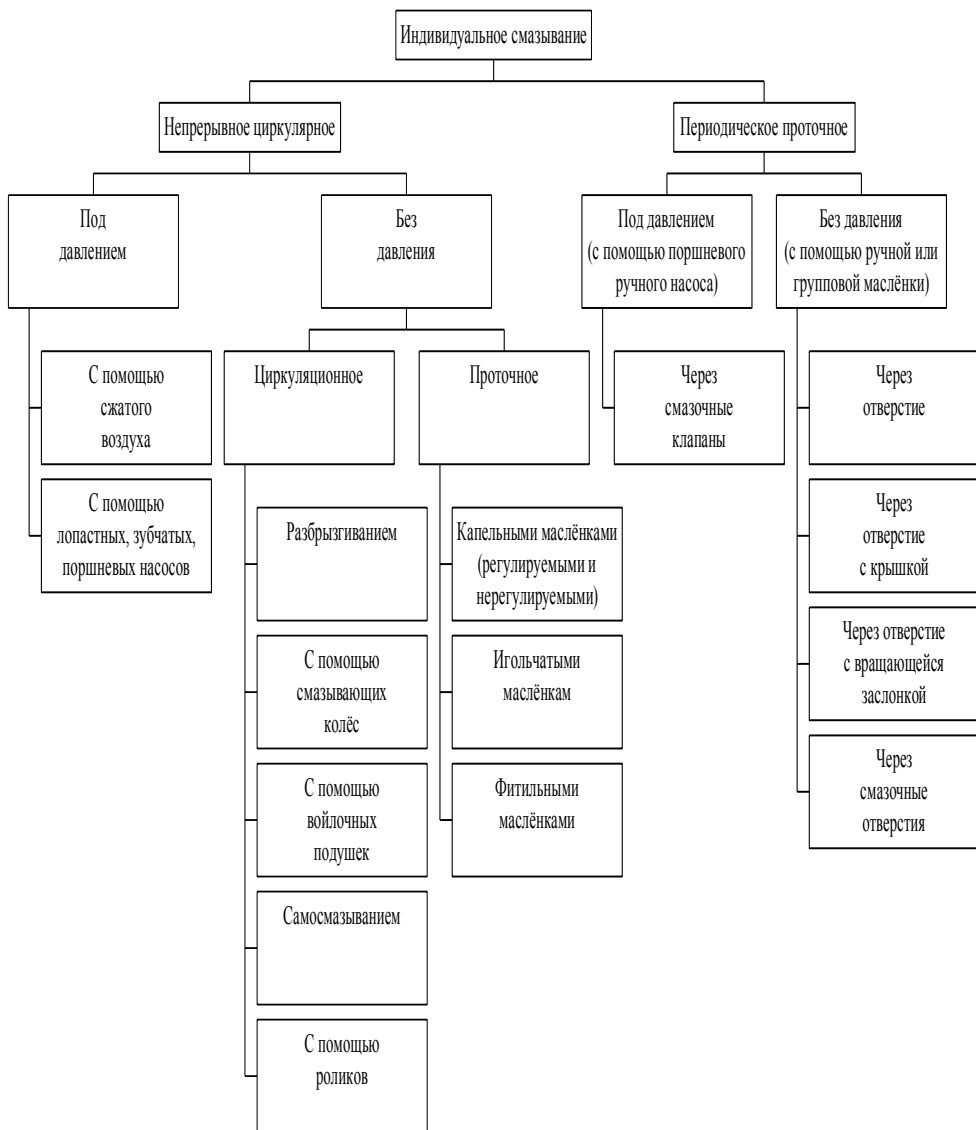 Индивидуальное смазывание
Непрерывное циркулярное
Периодическое проточное
Под
давлением
Без
давления
Под давлением
(с помощью поршневого
ручного насоса)
Без давления
(с помощью ручной или
групповой маслёнки)
С помощью
сжатого
воздуха
С помощью
лопастных, зубчатых,
поршневых насосов
Циркуляционное
Проточное
Через
смазочные
клапаны
Через
отверстие
Разбрызгиванием
С помощью
смазывающих
колёс
С помощью
войлочных
подушек
Самосмазыванием
С помощью
роликов
Капельными маслёнками
(регулируемыми и
нерегулируемыми)
Игольчатыми
маслёнкам
Фитильными
маслёнками
Через
отверстие
с крышкой
Через отверстие
с вращающейся
заслонкой
Через
смазочные
отверстия